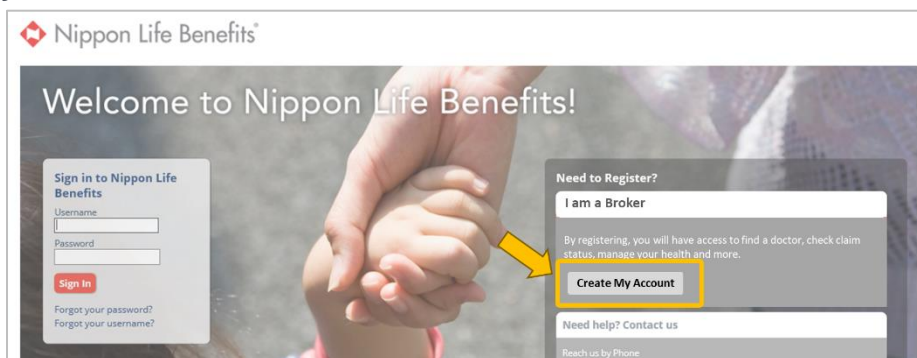 Nippon Life Benefits®
Welcome to Nippon Life Benefits!
Sign in to Nippon Life
Benefits
Username
Password
Sign In
Forgot your password?
Forgot your username?
Need to Register?
I am a Broker
By registering, you will have access to find a doctor, check claim
status, manage your health and more.
Create My Account
Need help? Contact us
Reach us by Phone